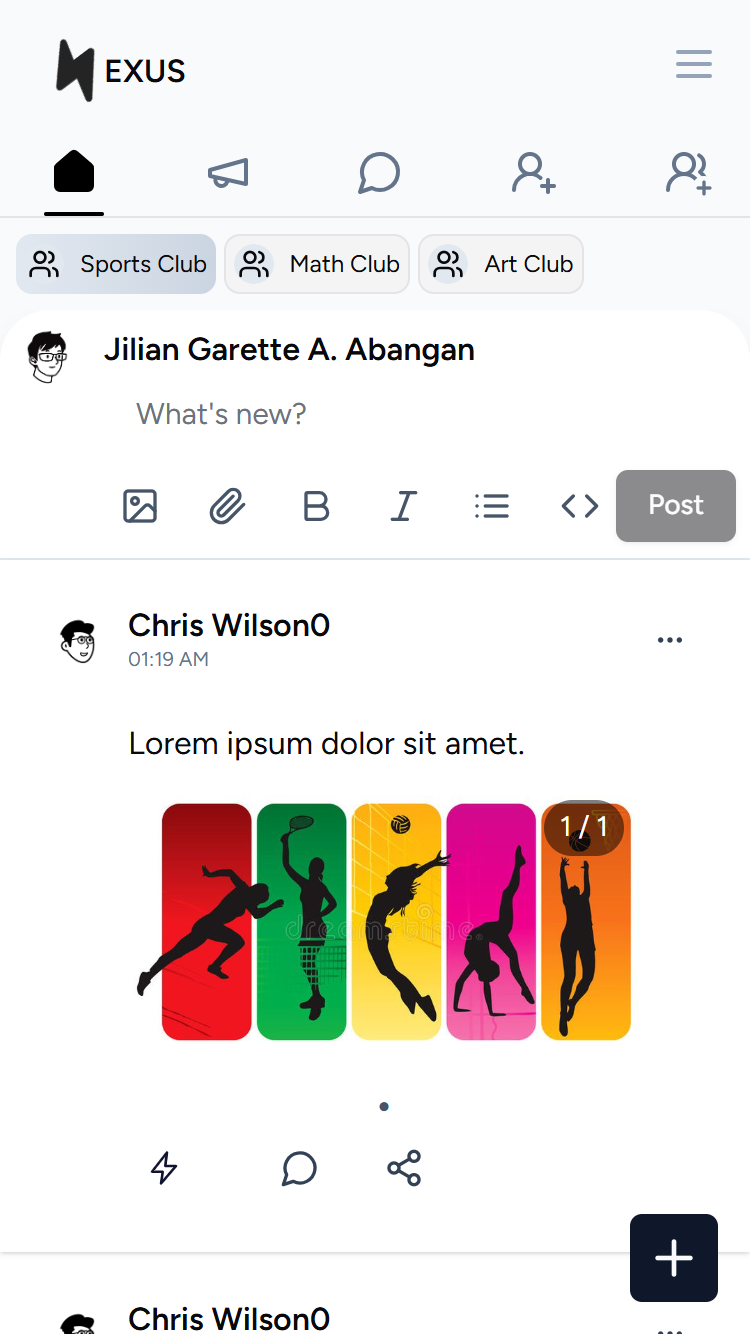 EXUS
Sports Club
Math Club
Art Club
Jilian Garette A. Abangan
What's new?
Post
Chris Wilson0
01:19 AM
Lorem ipsum dolor sit amet.
1 / 1
dreamstime
Chris Wilson0